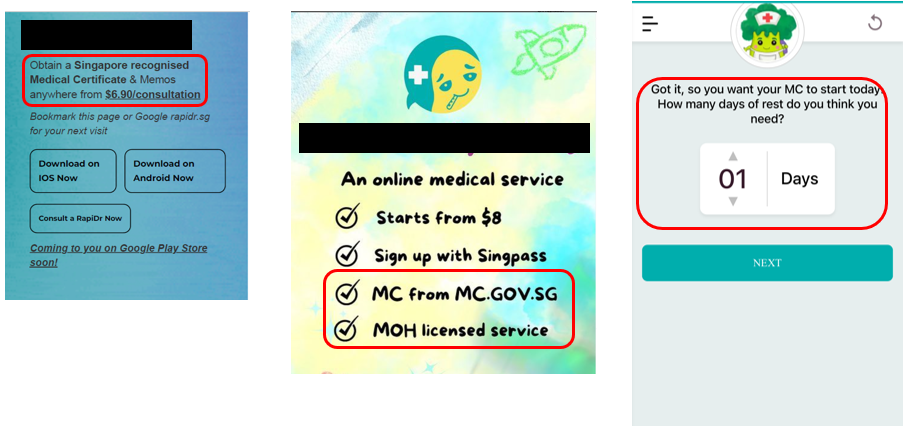 Obtain a Singapore recognised
Medical Certificate & Memos
anywhere from $6.90/consultation
Bookmark this page or Google rapidr.sg
for your next visit
Download on
IOS Now
Download on
Android Now
Consult a RapiDr Now
Coming to you on Google Play Store
soon!
An online medical service
Starts from $8
Sign up with Singpass
MC from MC.GOV.SG
MOH licensed service
Got it, so you want your MC to start today.
How many days of rest do you think you
need?
01 Days
NEXT